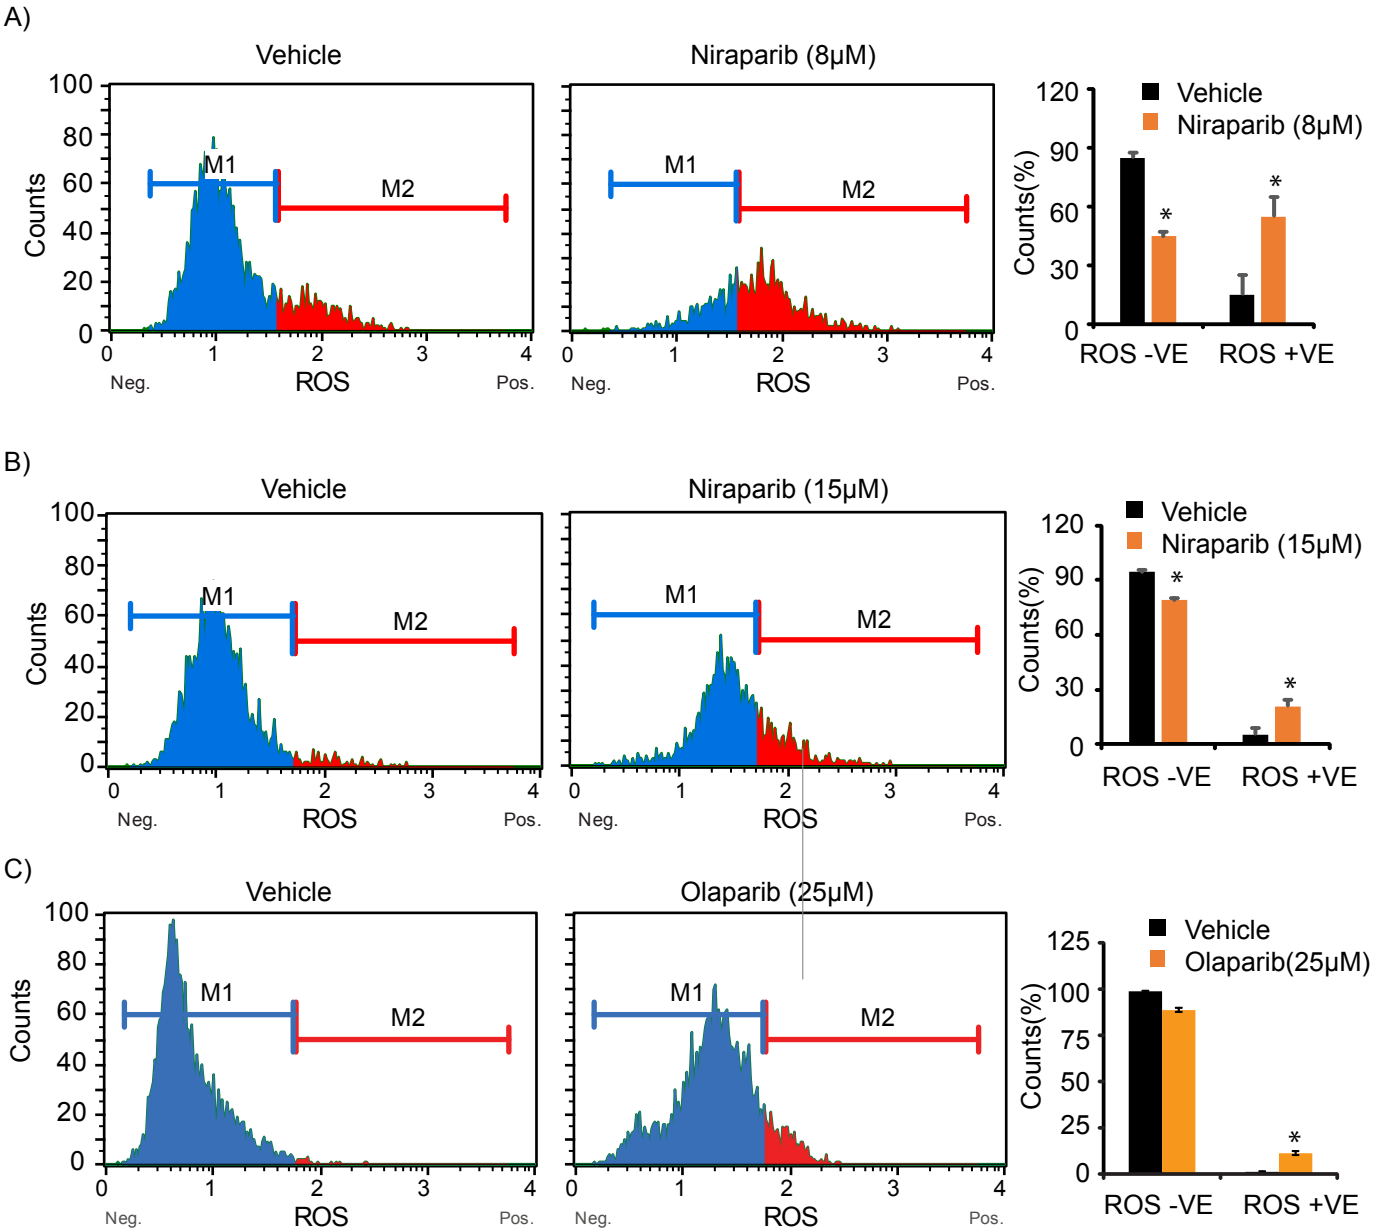 A)
Vehicle
Niraparib (8μM)
100
80
60
40
20
0
Counts
M1
M2
0 1 2 3 4
Neg. ROS Pos.
M1
M2
0 1 2 3 4
Neg. ROS Pos.
120
90
60
30
0
Counts(%)
Vehicle
Niraparib (8μM)
*
*
ROS -VE ROS +VE
B)
Vehicle
Niraparib (15μM)
100
80
60
40
20
0
Counts
M1
M2
0 1 2 3 4
Neg. ROS Pos.
M1
M2
0 1 2 3 4
Neg. ROS Pos.
120
90
60
30
0
Counts(%)
Vehicle
Niraparib (15μM)
*
*
ROS -VE ROS +VE
C)
Vehicle
Olaparib (25μM)
100
80
60
40
20
0
Counts
M1
M2
0 1 2 3 4
Neg. ROS Pos.
M1
M2
0 1 2 3 4
Neg. ROS Pos.
125
100
75
50
25
0
Counts(%)
Vehicle
Olaparib(25μM)
*
ROS -VE ROS +VE